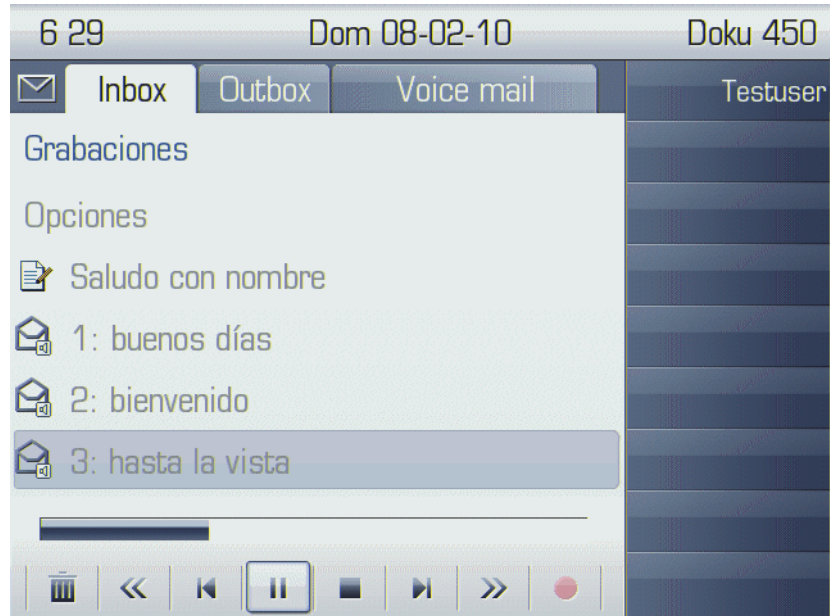 6 29 Dom 08-02-10 Doku 450
Inbox Outbox Voice mail Testuser
Grabaciones
Opciones
Saludo con nombre
1: buenos días
2: bienvenido
3: hasta la vista